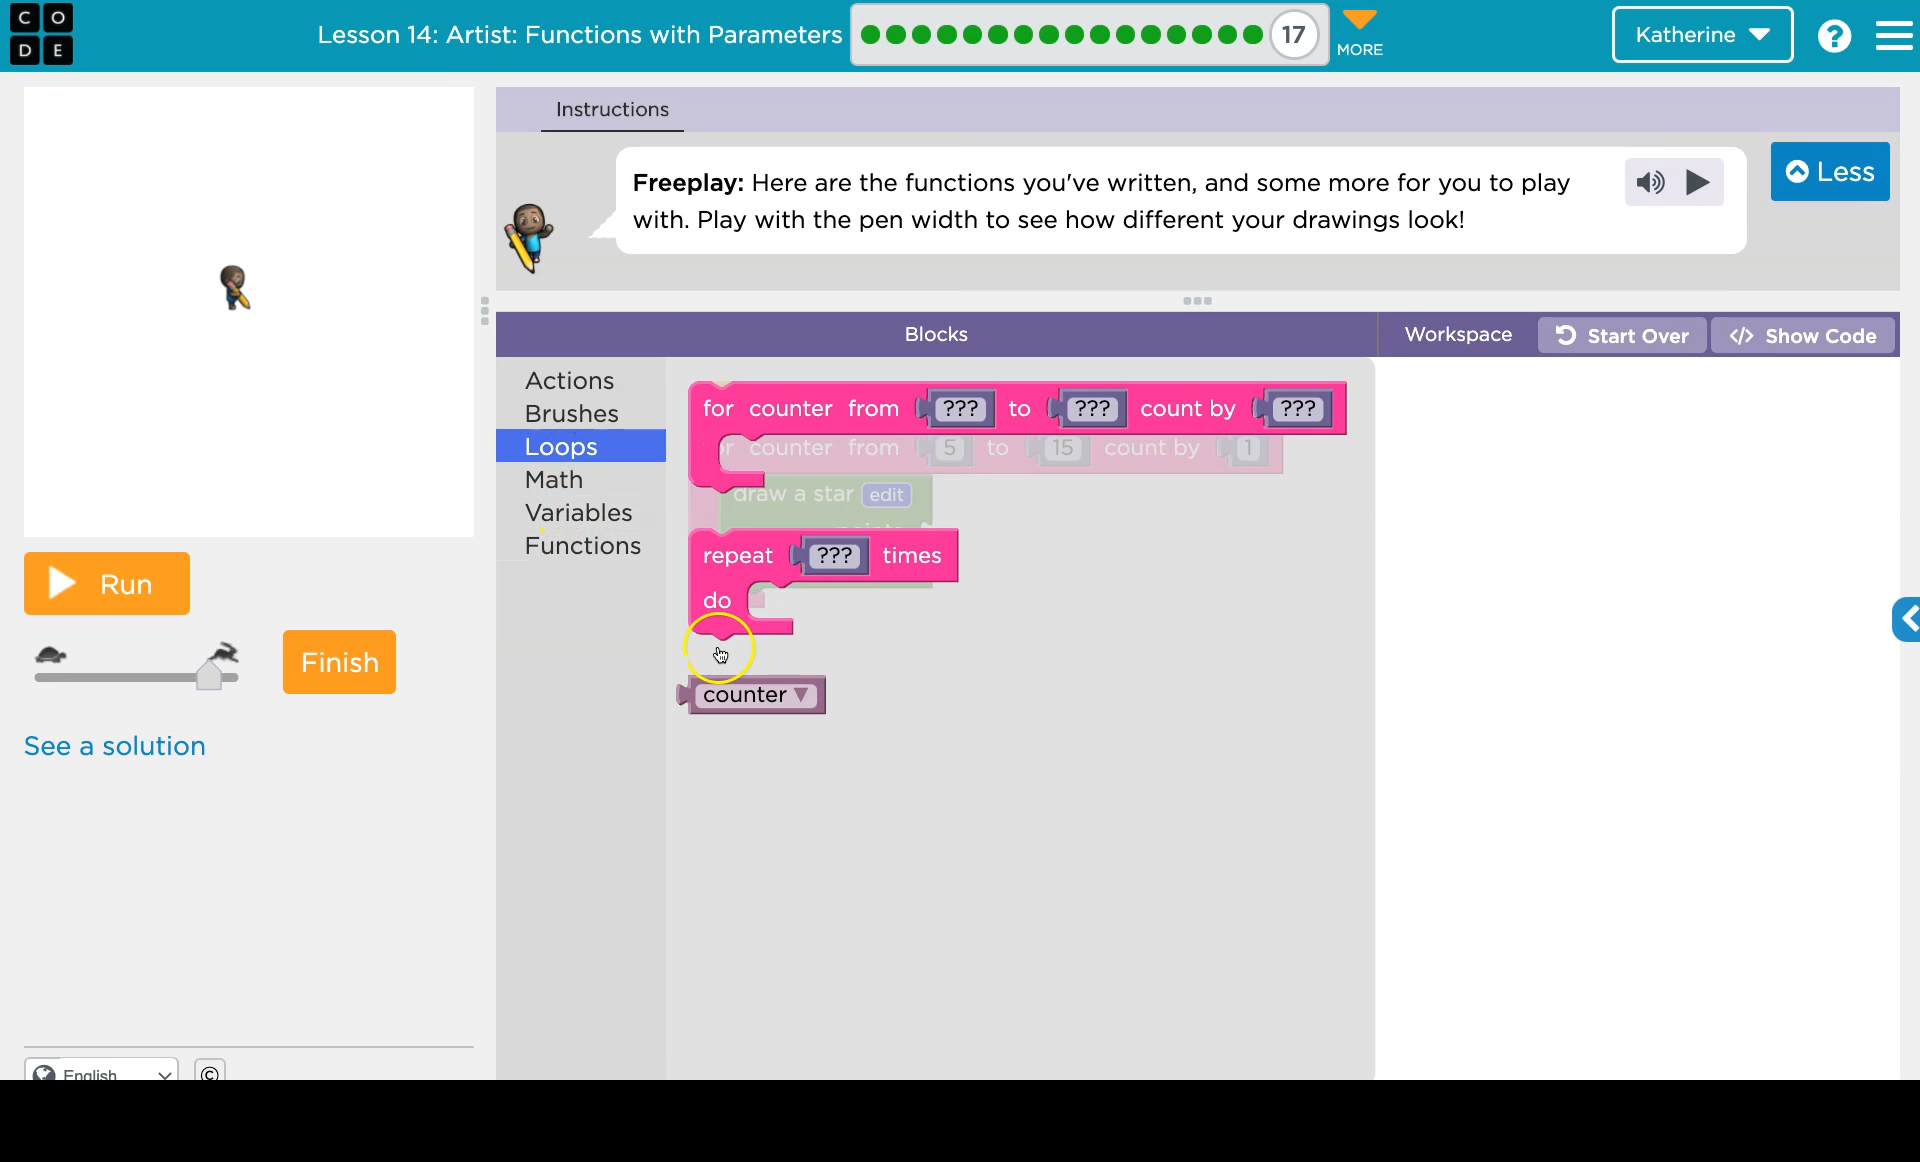 C O
D E
Lesson 14: Artist: Functions with Parameters
17
MORE
Katherine
?
Instructions
Freeplay: Here are the functions you've written, and some more for you to play
with. Play with the pen width to see how different your drawings look!
Less
Blocks
Workspace
Start Over
</> Show Code
Actions
Brushes
Loops
Math
Variables
Functions
for counter from ??? to ??? count by ???
counter from 5 to 15 count by 1
draw a star edit
repeat ??? times
do
counter
Run
Finish
See a solution
English
©